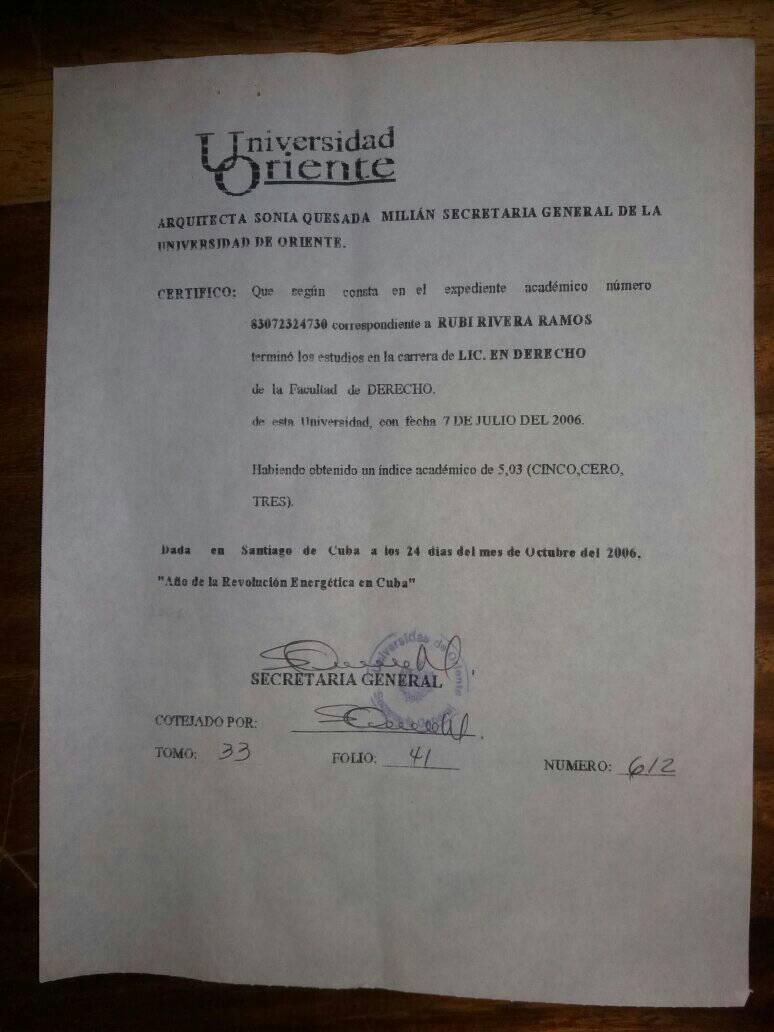 Universidad
Oriente
ARQUITECTA SONIA QUESADA MILIÁN SECRETARIA GENERAL DE LA
UNIVERSIDAD DE ORIENTE.
CERTIFICO: Que según consta en el expediente académico número
83072324730 correspondiente a RUBI RIVERA RAMOS
terminó los estudios en la carrera de LIC. EN DERECHO
de la Facultad de DERECHO.
de esta Universidad, con fecha 7 DE JULIO DEL 2006.
Habiendo obtenido un índice académico de 5,03 (CINCO,CERO,
TRES).
Dada en Santiago de Cuba a los 24 días del mes de Octubre del 2006.
"Año de la Revolución Energética en Cuba"
Universidad de Oriente
SECRETARIA GENERAL
COTEJADO POR:
TOMO: 33 FOLIO: 41 NUMERO: 612